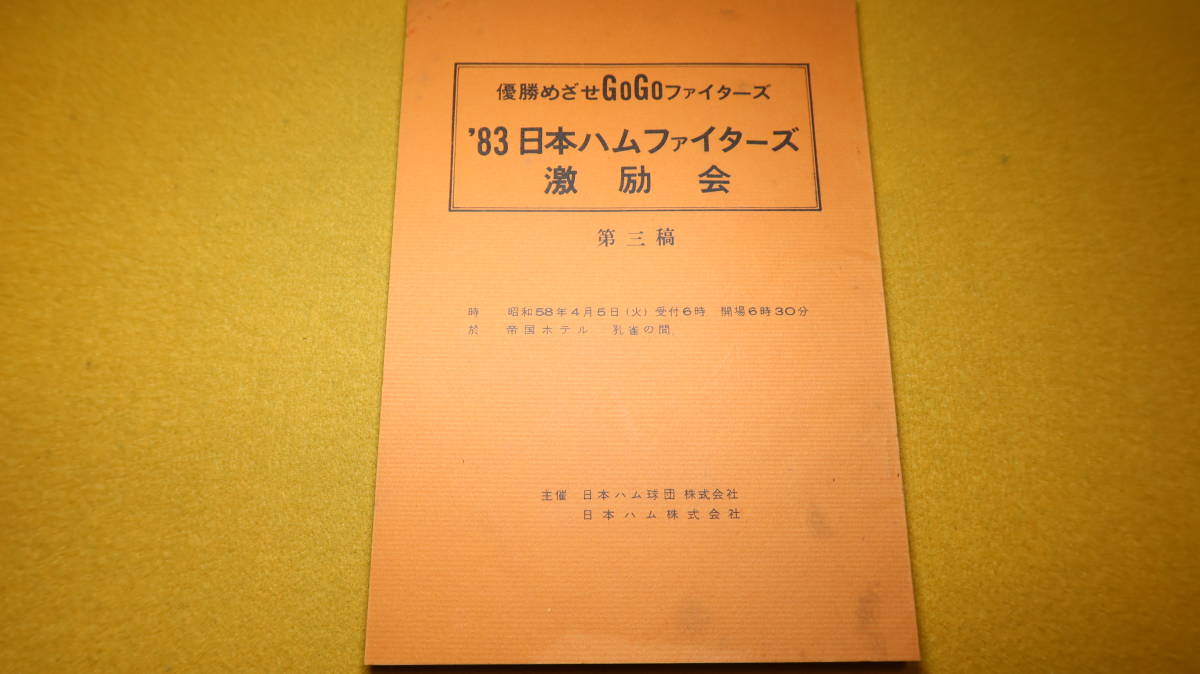 優勝めざせGoGoファイターズ
'83 日本ハムファイターズ
激励会
第三稿
時 昭和58年4月5日(火) 受付6時 開場6時30分
於 帝国ホテル 孔雀の間
主催 日本ハム球団 株式会社
日本ハム株式会社